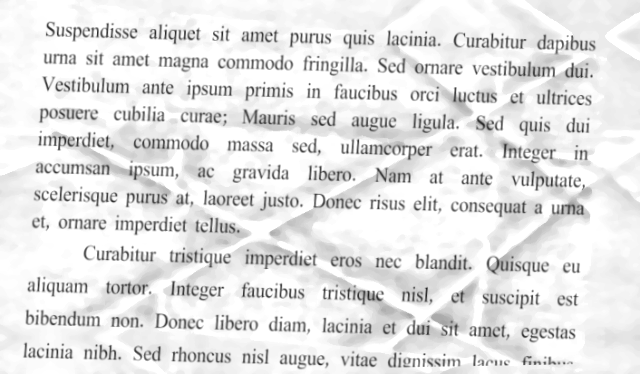 Suspendisse aliquet sit amet purus quis lacinia. Curabitur dapibus
urna sit amet magna commodo fringilla. Sed ornare vestibulum dui.
Vestibulum ante ipsum primis in faucibus orci luctus et ultrices
posuere cubilia curae; Mauris sed augue ligula. Sed quis dui
imperdiet, commodo massa sed, ullamcorper erat. Integer in
accumsan ipsum, ac gravida libero. Nam at ante vulputate,
scelerisque purus at, laoreet justo. Donec risus elit, consequat a urna
et, ornare imperdiet tellus.
Curabitur tristique imperdiet eros nec blandit. Quisque eu
aliquam tortor. Integer faucibus tristique nisl, et suscipit est
bibendum non. Donec libero diam, lacinia et dui sit amet, egestas
lacinia nibh. Sed rhoncus nisl augue, vitae dignissim lacus